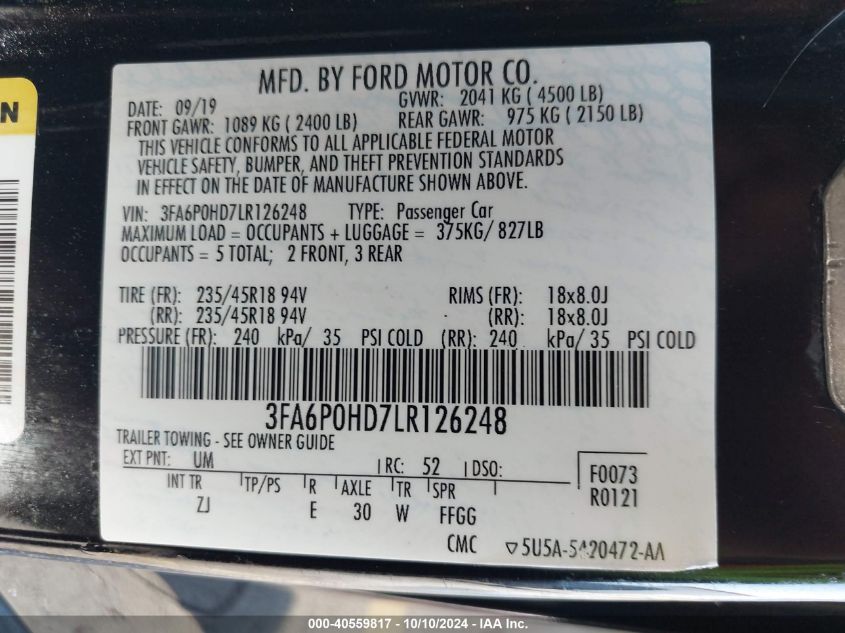 N
MFD. BY FORD MOTOR CO.
DATE: 09/19 GVWR: 2041 KG ( 4500 LB)
FRONT GAWR: 1089 KG ( 2400 LB) REAR GAWR: 975 KG ( 2150 LB)
THIS VEHICLE CONFORMS TO ALL APPLICABLE FEDERAL MOTOR
VEHICLE SAFETY, BUMPER, AND THEFT PREVENTION STANDARDS
IN EFFECT ON THE DATE OF MANUFACTURE SHOWN ABOVE.
VIN: 3FA6P0HD7LR126248 TYPE: Passenger Car
MAXIMUM LOAD = OCCUPANTS + LUGGAGE = 375KG/ 827LB
OCCUPANTS = 5 TOTAL; 2 FRONT, 3 REAR
TIRE (FR): 235/45R18 94V RIMS (FR): 18x8.0J
(RR): 235/45R18 94V (RR): 18x8.0J
PRESSURE (FR): 240 kPa/ 35 PSI COLD (RR): 240 kPa/ 35 PSI COLD
3FA6P0HD7LR126248
TRAILER TOWING - SEE OWNER GUIDE
EXT PNT: UM RC: 52 DSO: F0073
INT TR TP/PS R AXLE TR SPR R0121
ZJ E 30 W FFGG
CMC ▽5U5A-5420472-AA
000-40559817 - 10/10/2024 - IAA Inc.